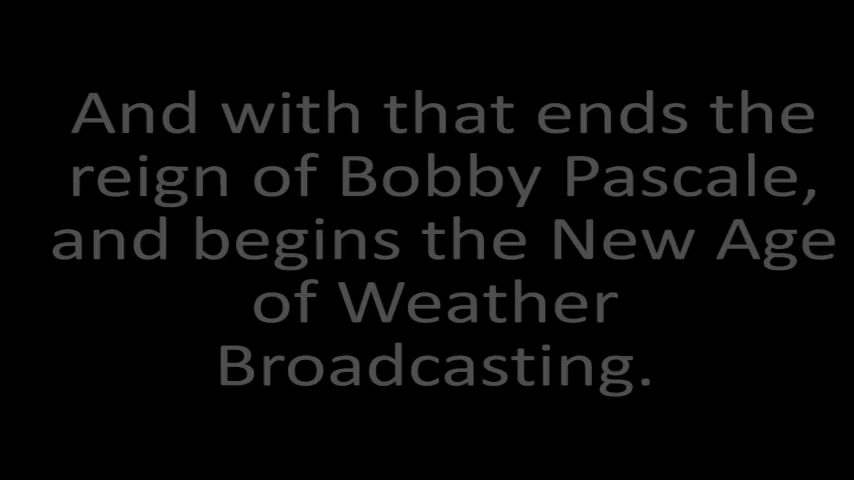 And with that ends the
reign of Bobby Pascale,
and begins the New Age
of Weather
Broadcasting.